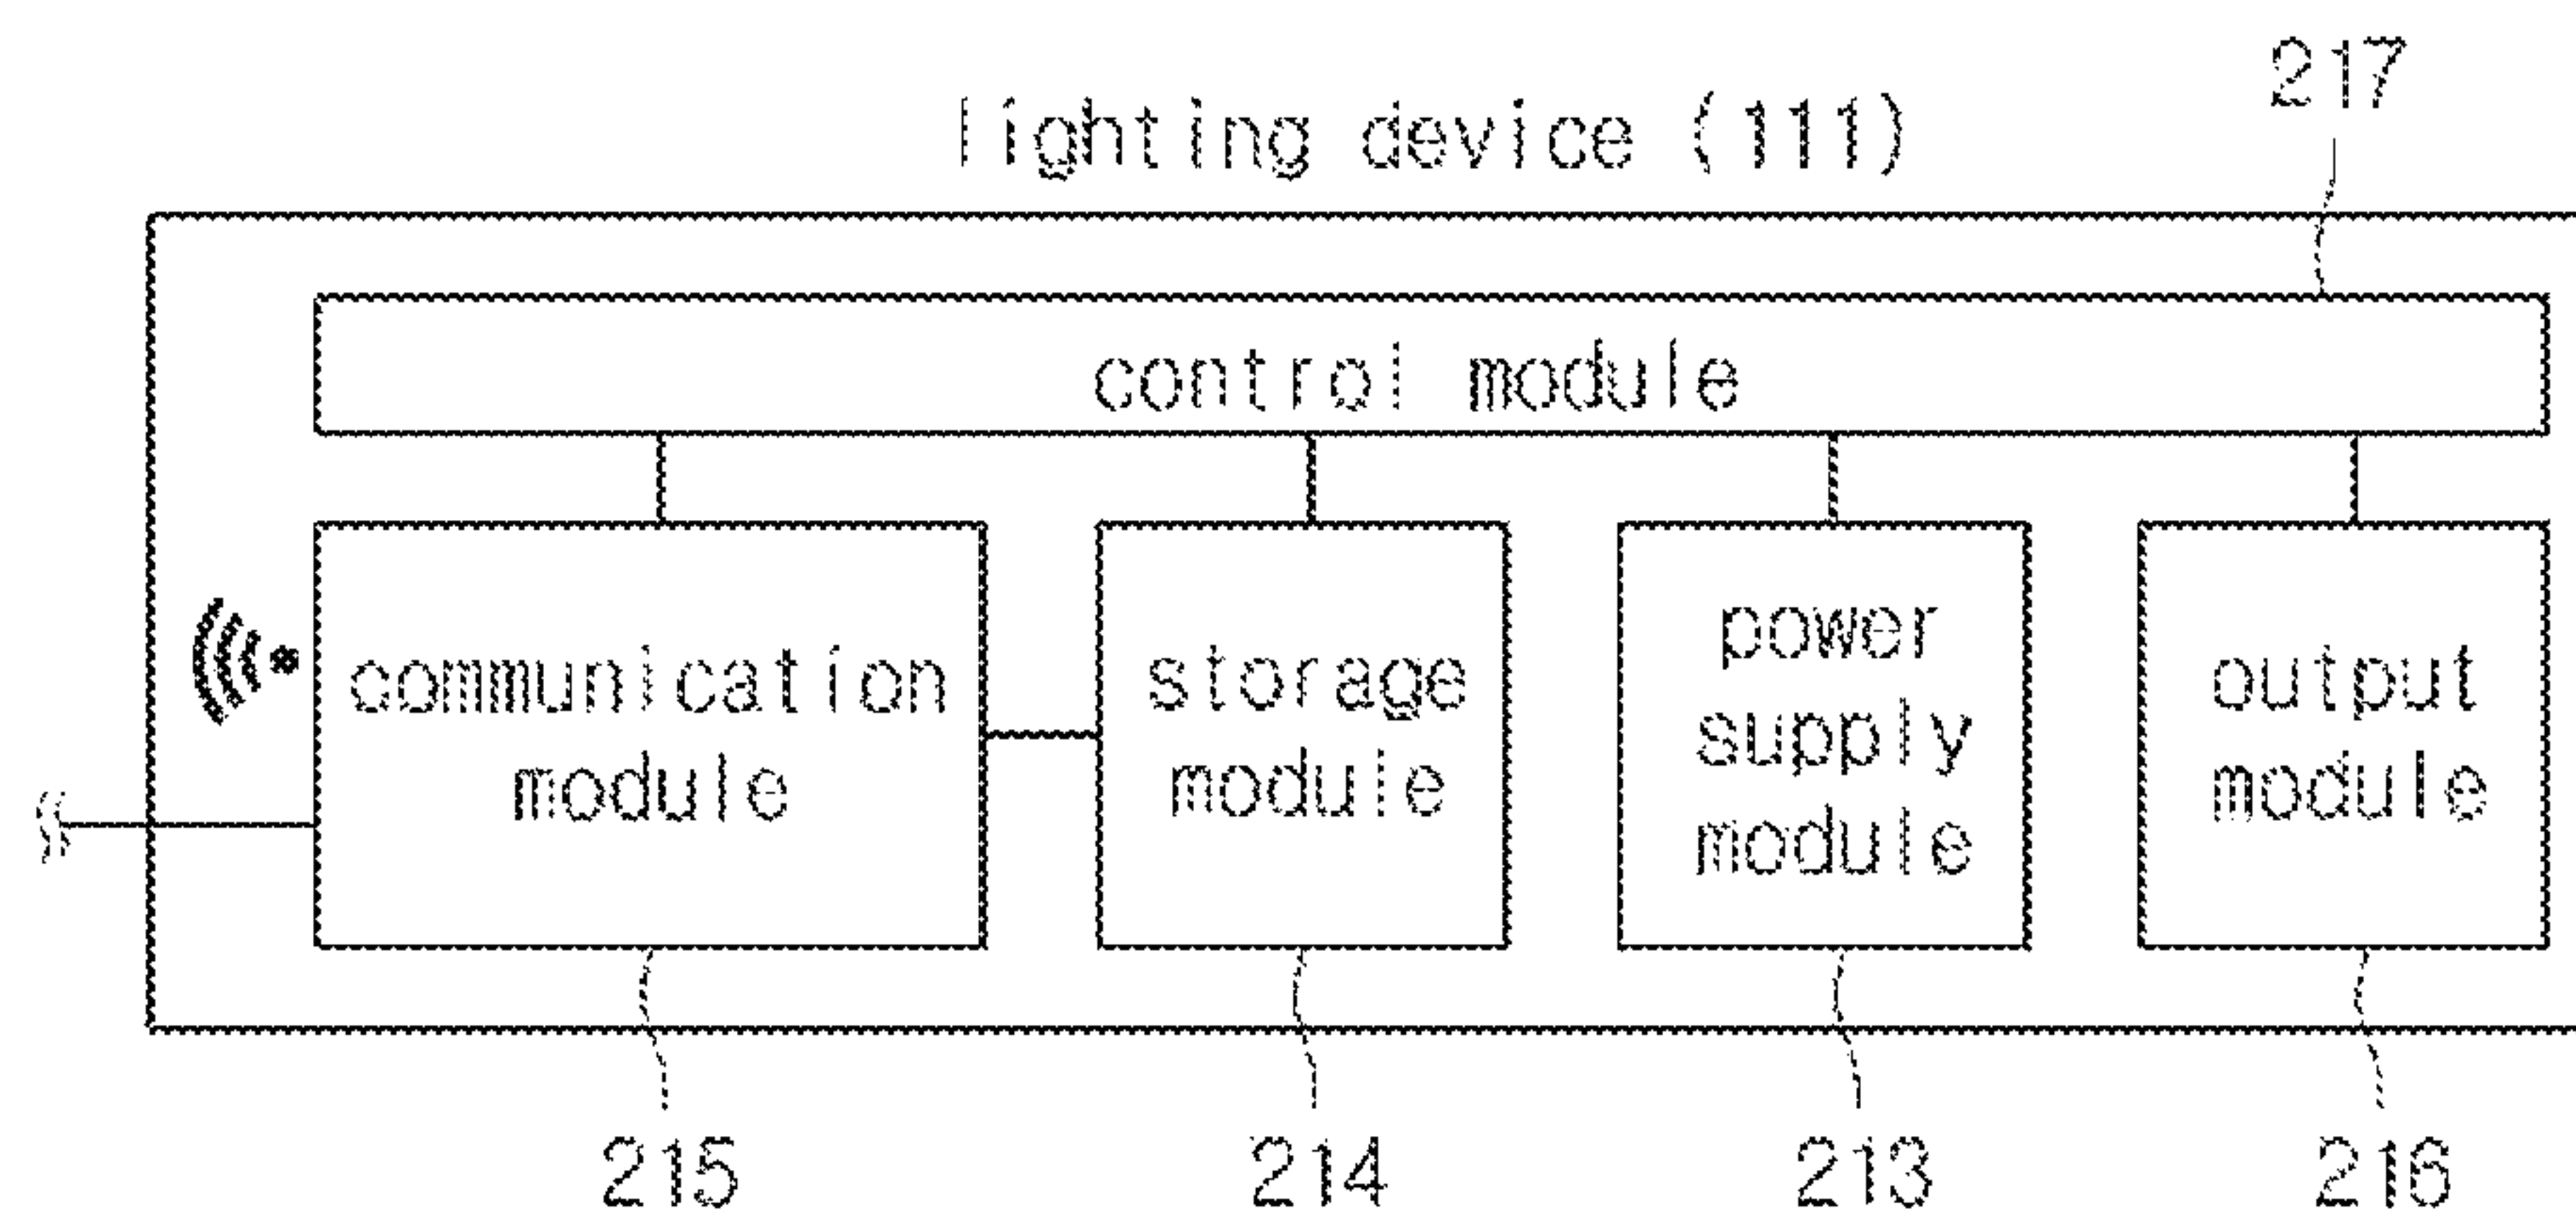 217
lighting device (111)
control module
communication
module
storage
module
power
supply
module
output
module
215
214
213
216